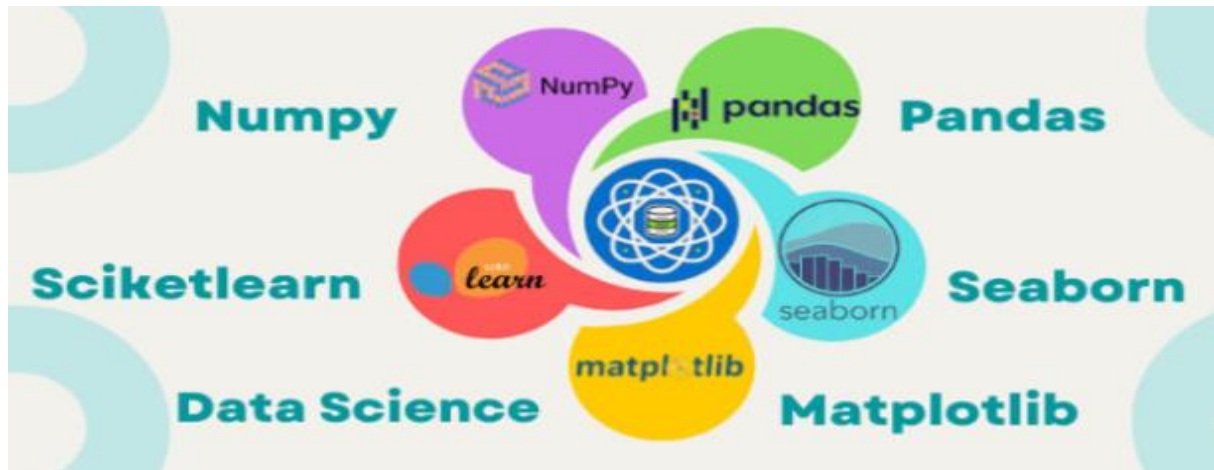 NumPy
pandas
Numpy
Pandas
learn
seaborn
Sciketlearn
Seaborn
matplotlib
Data Science
Matplotlib